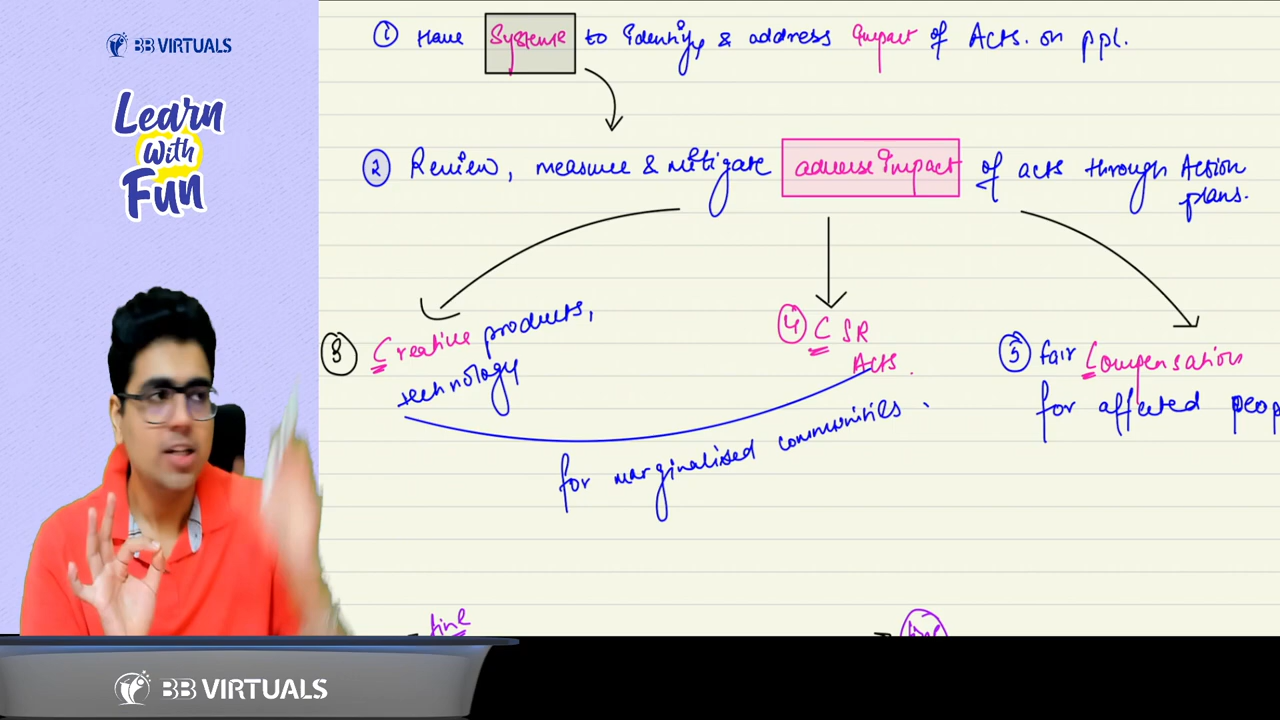 BB VIRTUALS
Learn
With
Fun
① Have Systems to Identify & address Impact of Acts. on ppl.
② Review, measure & mitigate adverse impact of acts through Action
plans.
③ Creative products,
technology
④ CSR
Acts.
⑤ fair Compensation
for affected peop
for marginalised communities.
line
line
BB VIRTUALS